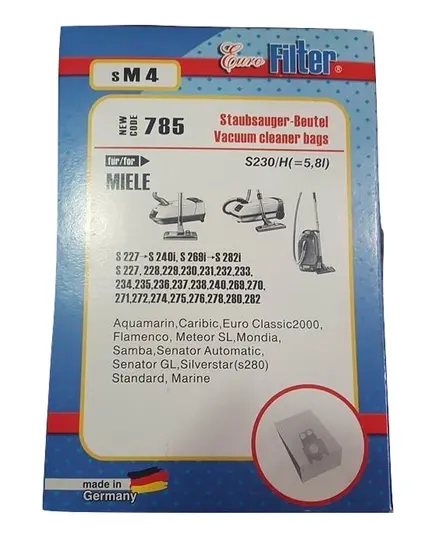 s M 4
Euro Filter ®
NEW CODE 785
Staubsauger-Beutel
Vacuum cleaner bags
für/for
S230/H(=5,8l)
MIELE
S 227→S 240i, S 269i→S 282i
S 227, 228,229,230,231,232,233,
234,235,236,237,238,240,269,270,
271,272,274,275,276,278,280,282
Aquamarin,Caribic,Euro Classic2000,
Flamenco, Meteor SL,Mondia,
Samba,Senator Automatic,
Senator GL,Silverstar(s280)
Standard, Marine
made in
Germany